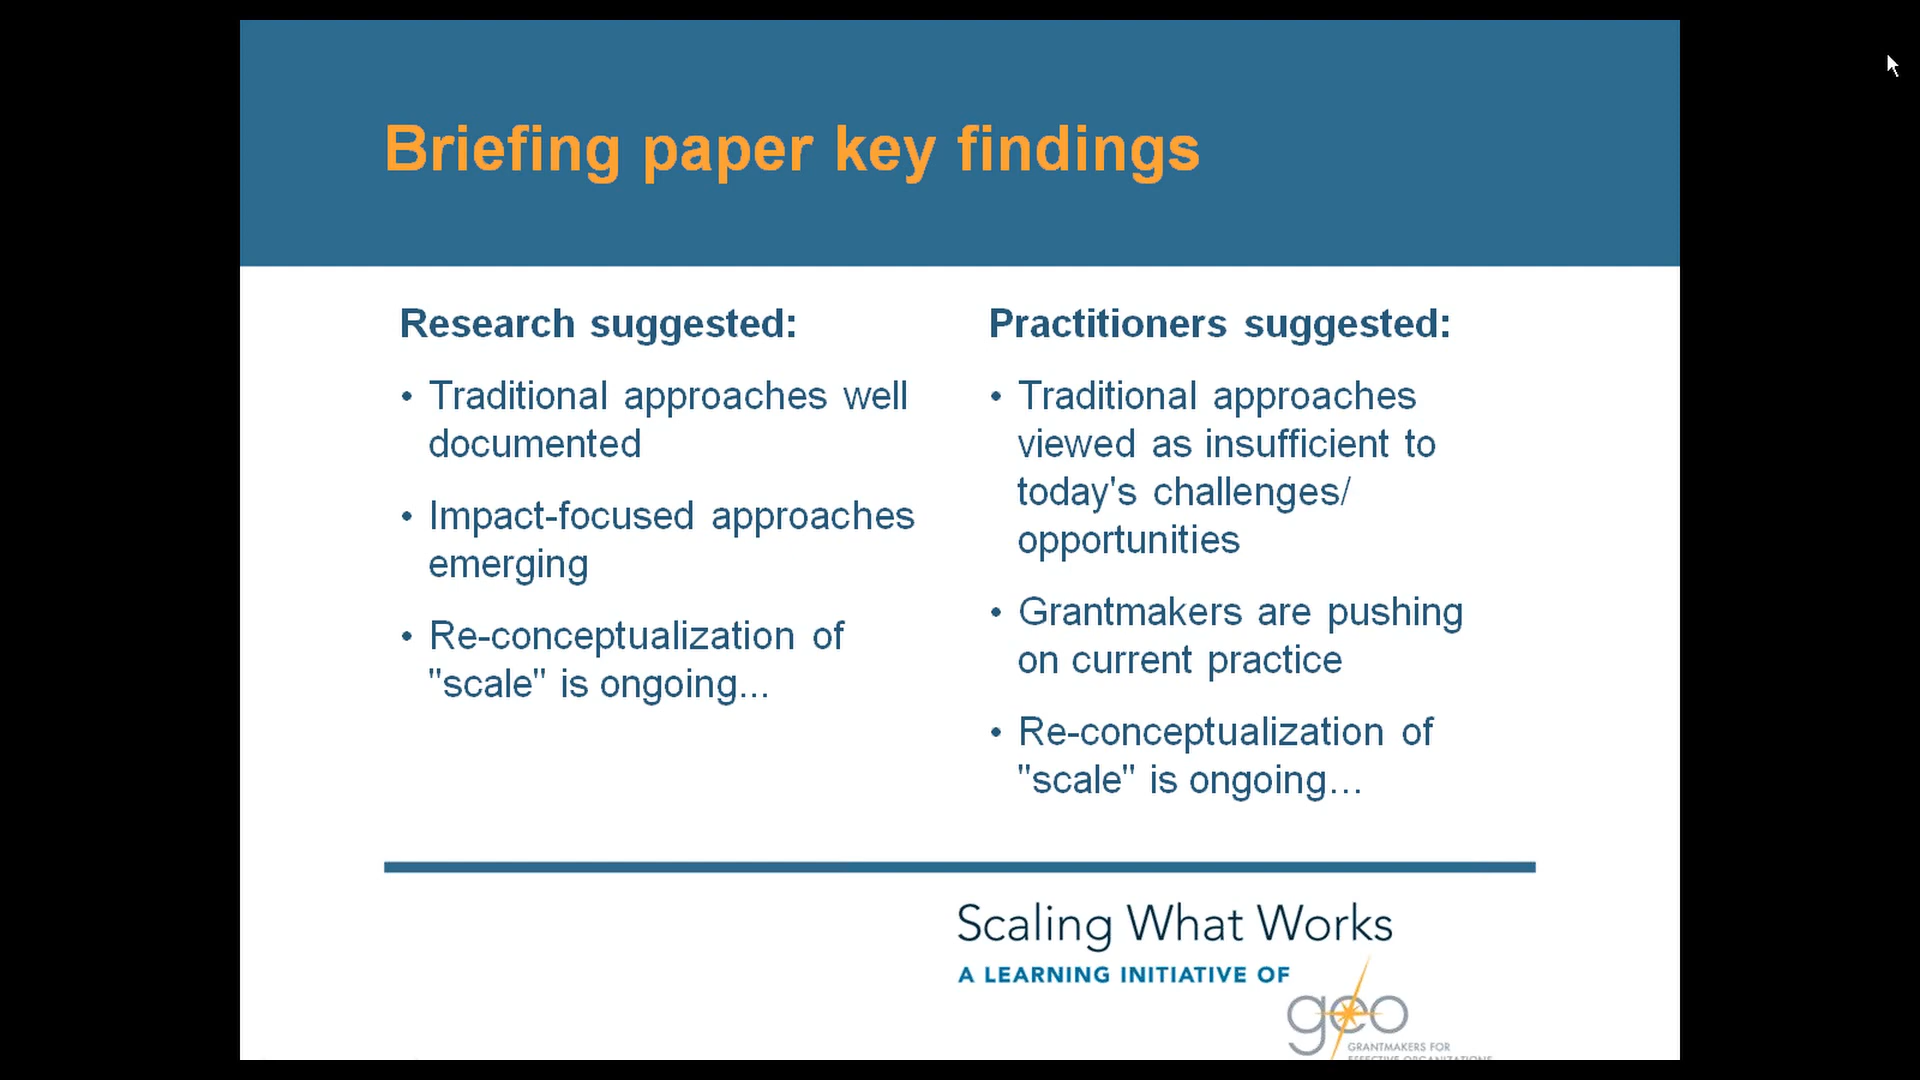 Briefing paper key findings
Research suggested:
• Traditional approaches well
documented
• Impact-focused approaches
emerging
• Re-conceptualization of
"scale" is ongoing...
Practitioners suggested:
• Traditional approaches
viewed as insufficient to
today's challenges/
opportunities
• Grantmakers are pushing
on current practice
• Re-conceptualization of
"scale" is ongoing…
Scaling What Works
A LEARNING INITIATIVE OF
geo
GRANTMAKERS FOR
EFFECTIVE ORGANIZATIONS